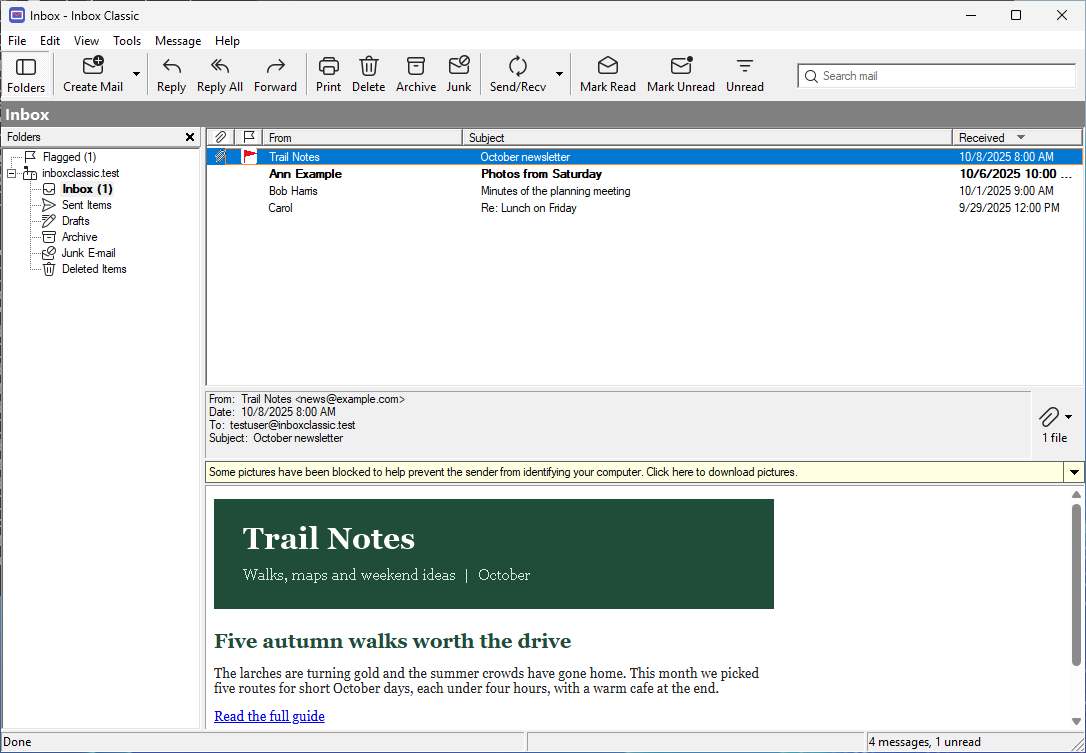 Inbox - Inbox Classic
File Edit View Tools Message Help
Folders Create Mail Reply Reply All Forward Print Delete Archive Junk Send/Recv Mark Read Mark Unread Unread Search mail
Inbox
Folders
Flagged (1)
inboxclassic.test
Inbox (1)
Sent Items
Drafts
Archive
Junk E-mail
Deleted Items
From Subject Received
Trail Notes October newsletter 10/8/2025 8:00 AM
Ann Example Photos from Saturday 10/6/2025 10:00 ...
Bob Harris Minutes of the planning meeting 10/1/2025 9:00 AM
Carol Re: Lunch on Friday 9/29/2025 12:00 PM
From: Trail Notes <news@example.com>
Date: 10/8/2025 8:00 AM
To: testuser@inboxclassic.test
Subject: October newsletter
1 file
Some pictures have been blocked to help prevent the sender from identifying your computer. Click here to download pictures.
Trail Notes
Walks, maps and weekend ideas | October
Five autumn walks worth the drive
The larches are turning gold and the summer crowds have gone home. This month we picked
five routes for short October days, each under four hours, with a warm cafe at the end.
Read the full guide
Done
4 messages, 1 unread